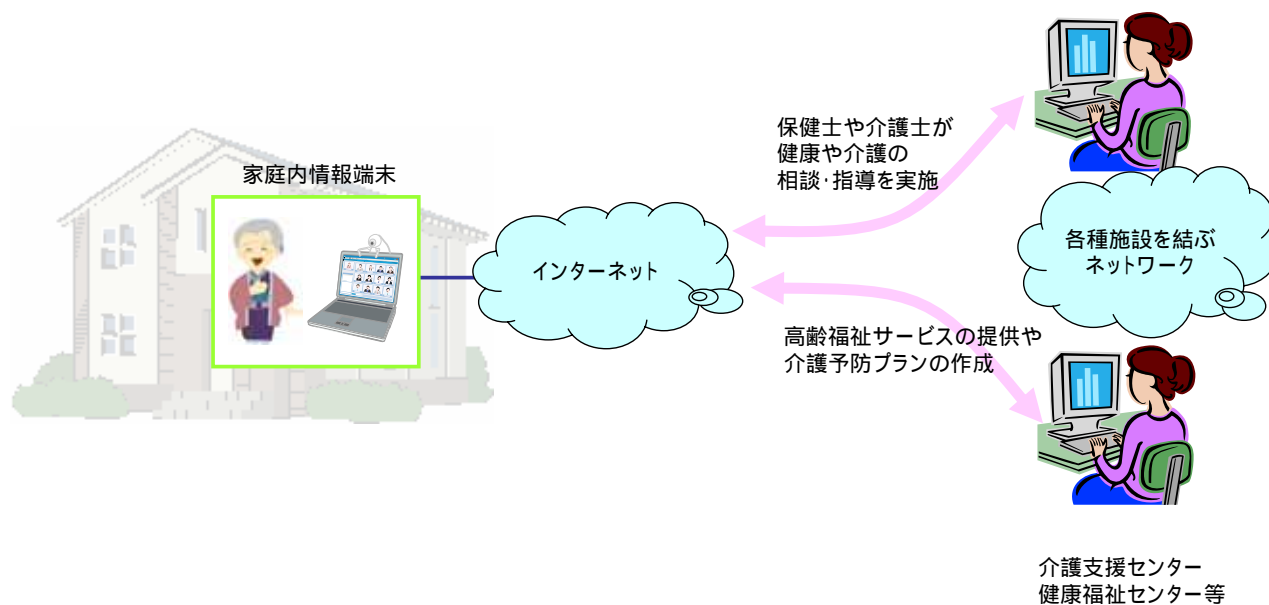 保健士や介護士が
健康や介護の
相談・指導を実施
家庭内情報端末
インターネット
各種施設を結ぶ
ネットワーク
高齢福祉サービスの提供や
介護予防プランの作成
介護支援センター
健康福祉センター等